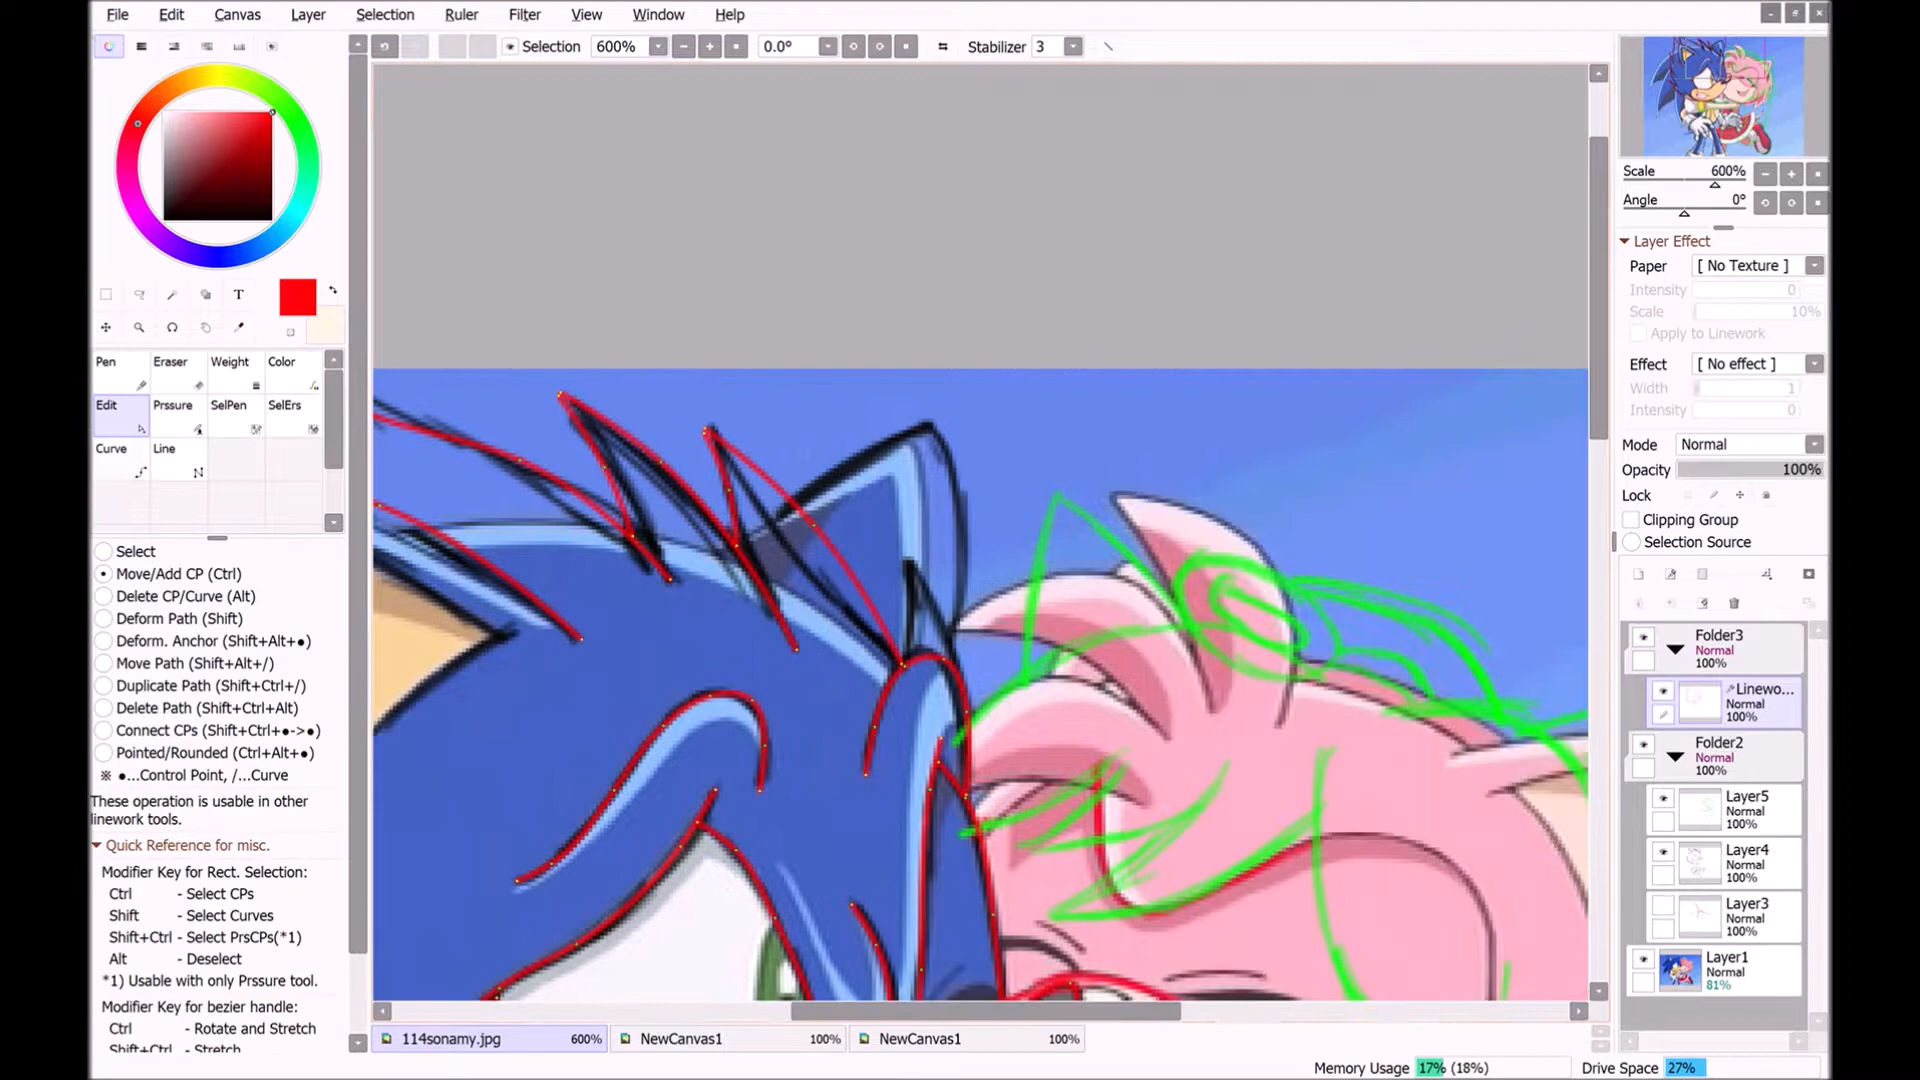 File Edit Canvas Layer Selection Ruler Filter View Window Help
Selection 600% 0.0° Stabilizer 3
Scale 600%
Angle 0°
Layer Effect
Paper [ No Texture ]
Intensity 0
Scale 10%
Apply to Linework
Effect [ No effect ]
Width 1
Intensity 0
Mode Normal
Opacity 100%
Lock
Clipping Group
Selection Source
Folder3
Normal
100%
Linewo...
Normal
100%
Folder2
Normal
100%
Layer5
Normal
100%
Layer4
Normal
100%
Layer3
Normal
100%
Layer1
Normal
81%
T
Pen Eraser Weight Color
Edit Prssure SelPen SelErs
Curve Line
Select
Move/Add CP (Ctrl)
Delete CP/Curve (Alt)
Deform Path (Shift)
Deform. Anchor (Shift+Alt+●)
Move Path (Shift+Alt+/)
Duplicate Path (Shift+Ctrl+/)
Delete Path (Shift+Ctrl+Alt)
Connect CPs (Shift+Ctrl+●->●)
Pointed/Rounded (Ctrl+Alt+●)
※ ●...Control Point, /...Curve
These operation is usable in other
linework tools.
Quick Reference for misc.
Modifier Key for Rect. Selection:
Ctrl - Select CPs
Shift - Select Curves
Shift+Ctrl - Select PrsCPs(*1)
Alt - Deselect
*1) Usable with only Prssure tool.
Modifier Key for bezier handle:
Ctrl - Rotate and Stretch
Shift+Ctrl - Stretch
114sonamy.jpg 600% NewCanvas1 100% NewCanvas1 100%
Memory Usage 17% (18%) Drive Space 27%